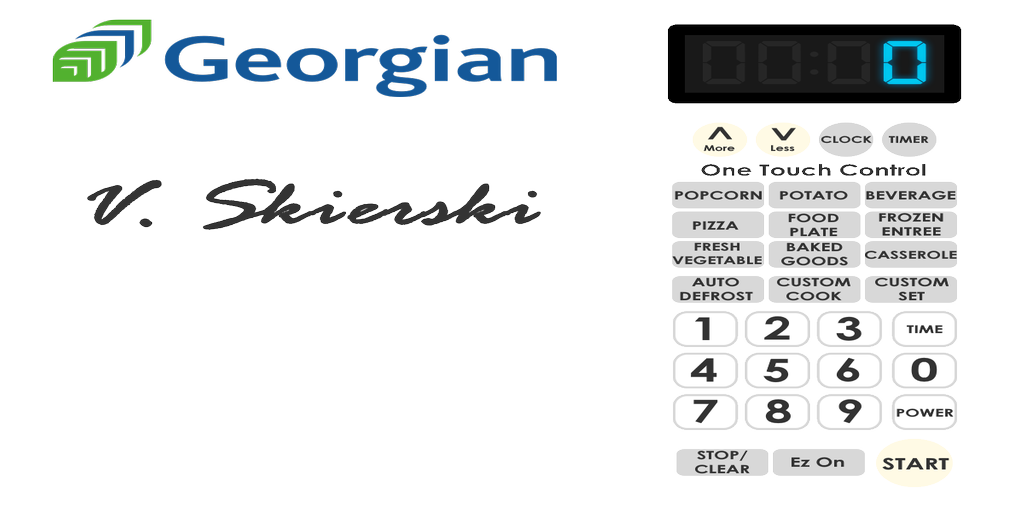 Georgian
V. Skierski
0
More Less CLOCK TIMER
One Touch Control
POPCORN POTATO BEVERAGE
PIZZA FOOD PLATE FROZEN ENTREE
FRESH VEGETABLE BAKED GOODS CASSEROLE
AUTO DEFROST CUSTOM COOK CUSTOM SET
1 2 3 TIME
4 5 6 0
7 8 9 POWER
STOP/CLEAR Ez On START